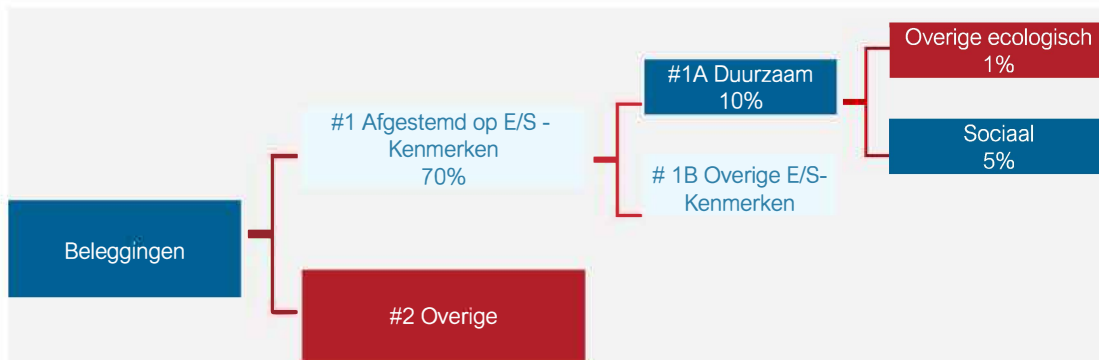 Beleggingen
#1 Afgestemd op E/S -
Kenmerken
70%
#2 Overige
#1A Duurzaam
10%
# 1B Overige E/S-
Kenmerken
Overige ecologisch
1%
Sociaal
5%